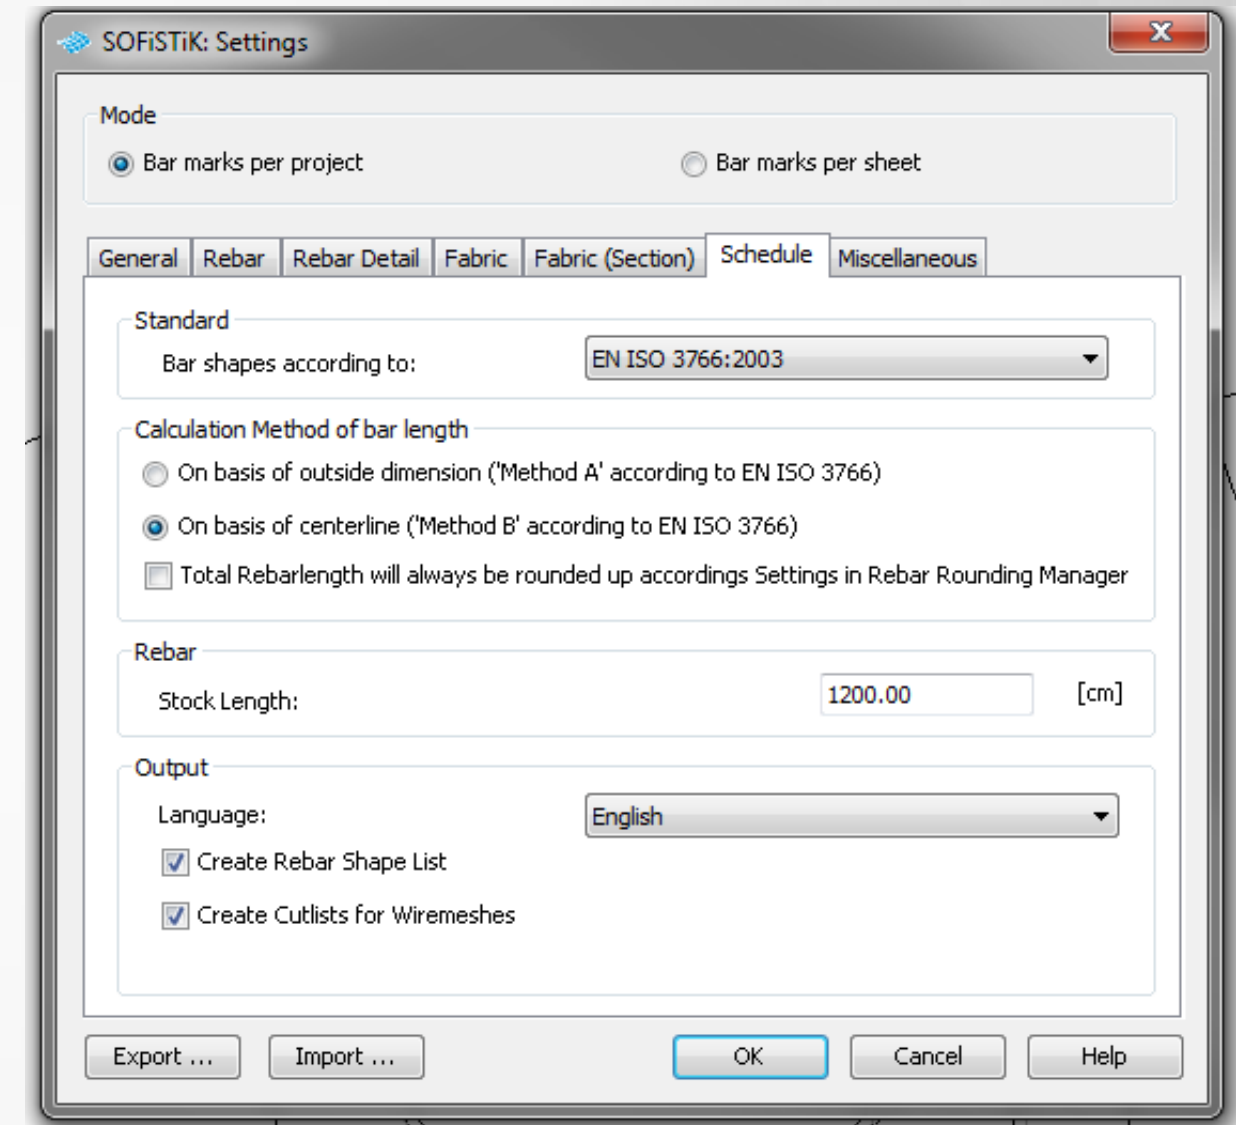 SOFiSTiK: Settings
Mode
Bar marks per project
Bar marks per sheet
General
Rebar
Rebar Detail
Fabric
Fabric (Section)
Schedule
Miscellaneous
Standard
Bar shapes according to:
EN ISO 3766:2003
Calculation Method of bar length
On basis of outside dimension ('Method A' according to EN ISO 3766)
On basis of centerline ('Method B' according to EN ISO 3766)
Total Rebarlength will always be rounded up accordings Settings in Rebar Rounding Manager
Rebar
Stock Length:
1200.00
[cm]
Output
Language:
English
Create Rebar Shape List
Create Cutlists for Wiremeshes
Export ...
Import ...
OK
Cancel
Help